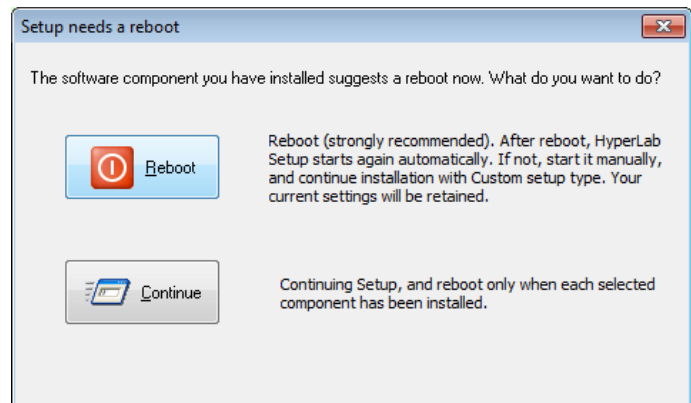 Setup needs a reboot
The software component you have installed suggests a reboot now. What do you want to do?
Reboot
Reboot (strongly recommended). After reboot, HyperLab
Setup starts again automatically. If not, start it manually,
and continue installation with Custom setup type. Your
current settings will be retained.
Continue
Continuing Setup, and reboot only when each selected
component has been installed.